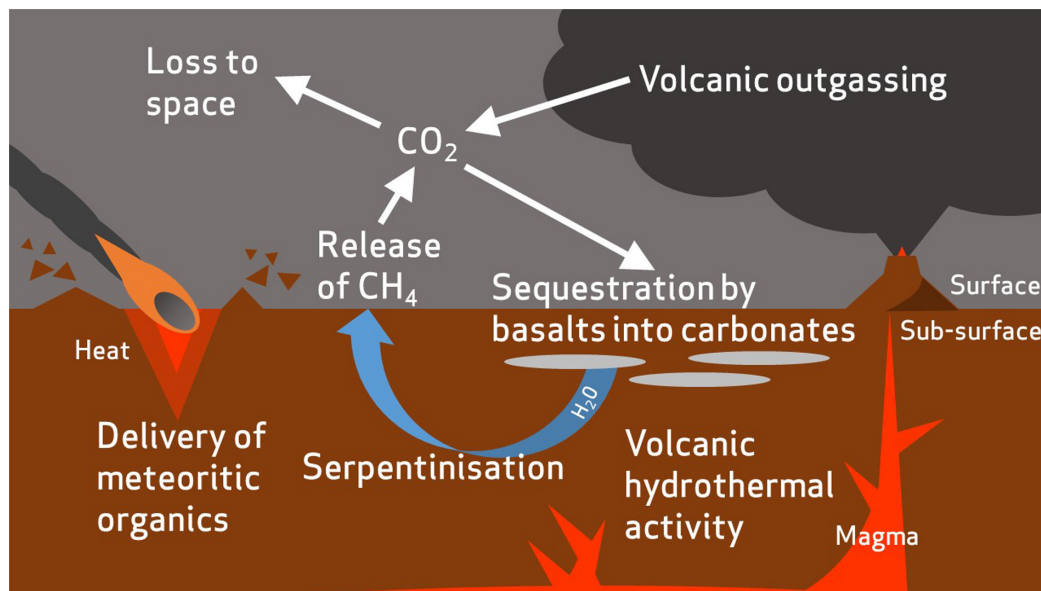 Loss to
space
Volcanic outgassing
CO₂
Release
of CH₄
Sequestration by
basalts into carbonates
Surface
Sub-surface
Heat
H₂O
Delivery of
meteoritic
organics
Serpentinisation
Volcanic
hydrothermal
activity
Magma